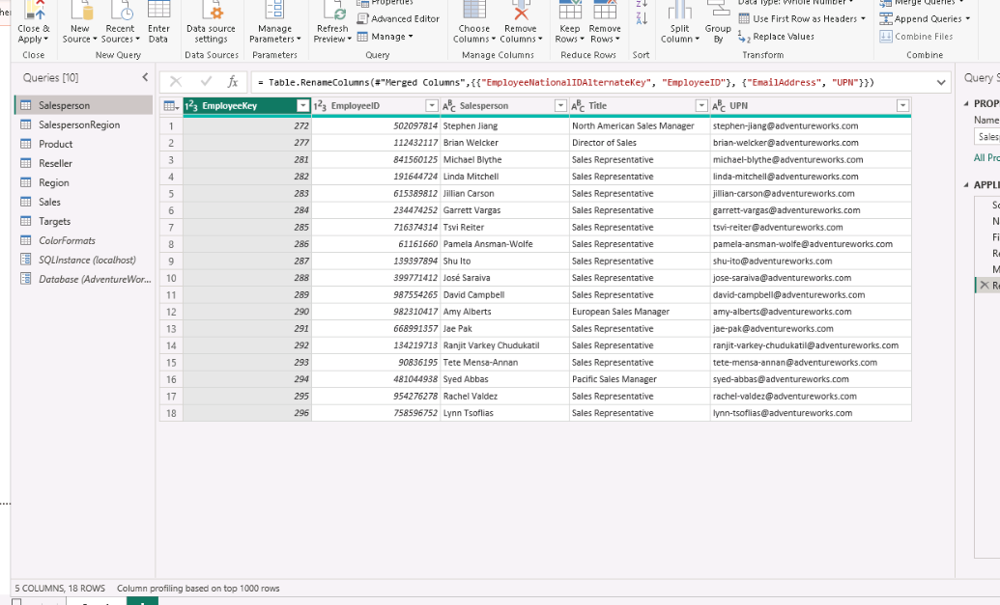 Close & Apply
New Source
Recent Sources
Enter Data
Data source settings
Manage Parameters
Refresh Preview
Properties
Advanced Editor
Manage
Choose Columns
Remove Columns
Keep Rows
Remove Rows
Split Column
Group By
Data Type: Whole Number
Use First Row as Headers
Replace Values
Merge Queries
Append Queries
Combine Files
Close
New Query
Data Sources
Parameters
Query
Manage Columns
Reduce Rows
Sort
Transform
Combine
Queries [10]
Salesperson
SalespersonRegion
Product
Reseller
Region
Sales
Targets
ColorFormats
SQLInstance (localhost)
Database (AdventureWor...
fx = Table.RenameColumns(#"Merged Columns",{{"EmployeeNationalIDAlternateKey", "EmployeeID"}, {"EmailAddress", "UPN"}})
EmployeeKey EmployeeID Salesperson Title UPN
1 272 502097814 Stephen Jiang North American Sales Manager stephen-jiang@adventureworks.com
2 277 112432117 Brian Welcker Director of Sales brian-welcker@adventureworks.com
3 281 841560125 Michael Blythe Sales Representative michael-blythe@adventureworks.com
4 282 191644724 Linda Mitchell Sales Representative linda-mitchell@adventureworks.com
5 283 615389812 Jillian Carson Sales Representative jillian-carson@adventureworks.com
6 284 234474252 Garrett Vargas Sales Representative garrett-vargas@adventureworks.com
7 285 716374314 Tsvi Reiter Sales Representative tsvi-reiter@adventureworks.com
8 286 61161660 Pamela Ansman-Wolfe Sales Representative pamela-ansman-wolfe@adventureworks.com
9 287 139397894 Shu Ito Sales Representative shu-ito@adventureworks.com
10 288 399771412 José Saraiva Sales Representative jose-saraiva@adventureworks.com
11 289 987554265 David Campbell Sales Representative david-campbell@adventureworks.com
12 290 982310417 Amy Alberts European Sales Manager amy-alberts@adventureworks.com
13 291 668991357 Jae Pak Sales Representative jae-pak@adventureworks.com
14 292 134219713 Ranjit Varkey Chudukatil Sales Representative ranjit-varkey-chudukatil@adventureworks.com
15 293 90836195 Tete Mensa-Annan Sales Representative tete-mensa-annan@adventureworks.com
16 294 481044938 Syed Abbas Pacific Sales Manager syed-abbas@adventureworks.com
17 295 954276278 Rachel Valdez Sales Representative rachel-valdez@adventureworks.com
18 296 758596752 Lynn Tsoflias Sales Representative lynn-tsoflias@adventureworks.com
Query S
PROP
Name
Sales
All Pro
APPLI
5 COLUMNS, 18 ROWS Column profiling based on top 1000 rows